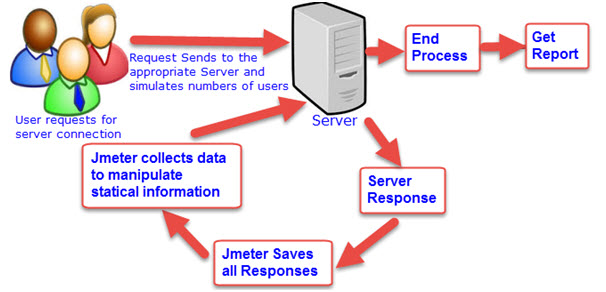 Request Sends to the
appropriate Server and
simulates numbers of users
User requests for
server connection
Server
End
Process
Get
Report
Server
Response
Jmeter Saves
all Responses
Jmeter collects data
to manipulate
statical information